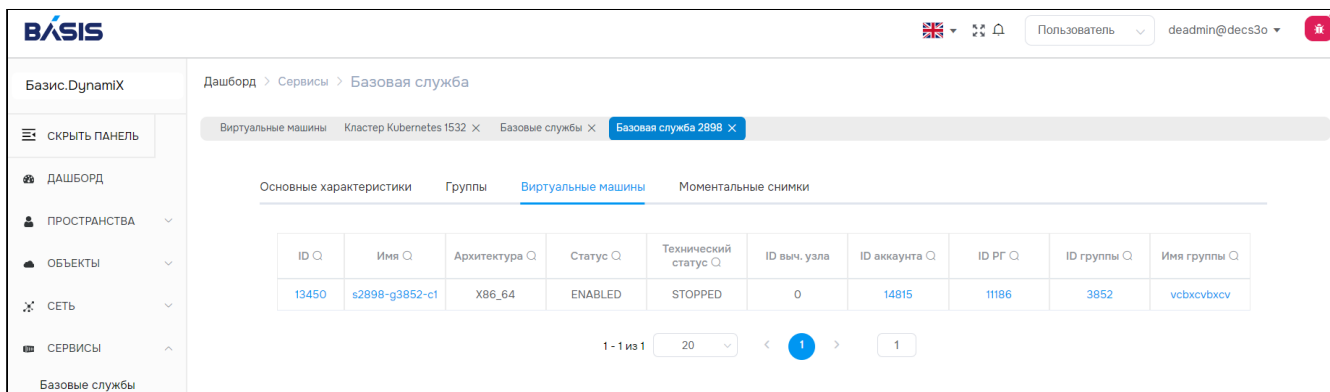 BÁSIS
Пользователь
deadmin@decs3o
Базис.DynamiX
Дашборд > Сервисы > Базовая служба
СКРЫТЬ ПАНЕЛЬ
Виртуальные машины Кластер Kubernetes 1532 × Базовые службы × Базовая служба 2898 ×
ДАШБОРД
Основные характеристики Группы Виртуальные машины Моментальные снимки
ПРОСТРАНСТВА
ОБЪЕКТЫ
СЕТЬ
СЕРВИСЫ
Базовые службы
ID Имя Архитектура Статус Технический статус ID выч. узла ID аккаунта ID РГ ID группы Имя группы
13450 s2898-g3852-c1 X86_64 ENABLED STOPPED 0 14815 11186 3852 vcbxcvbxcv
1 - 1 из 1 20 < 1 > 1